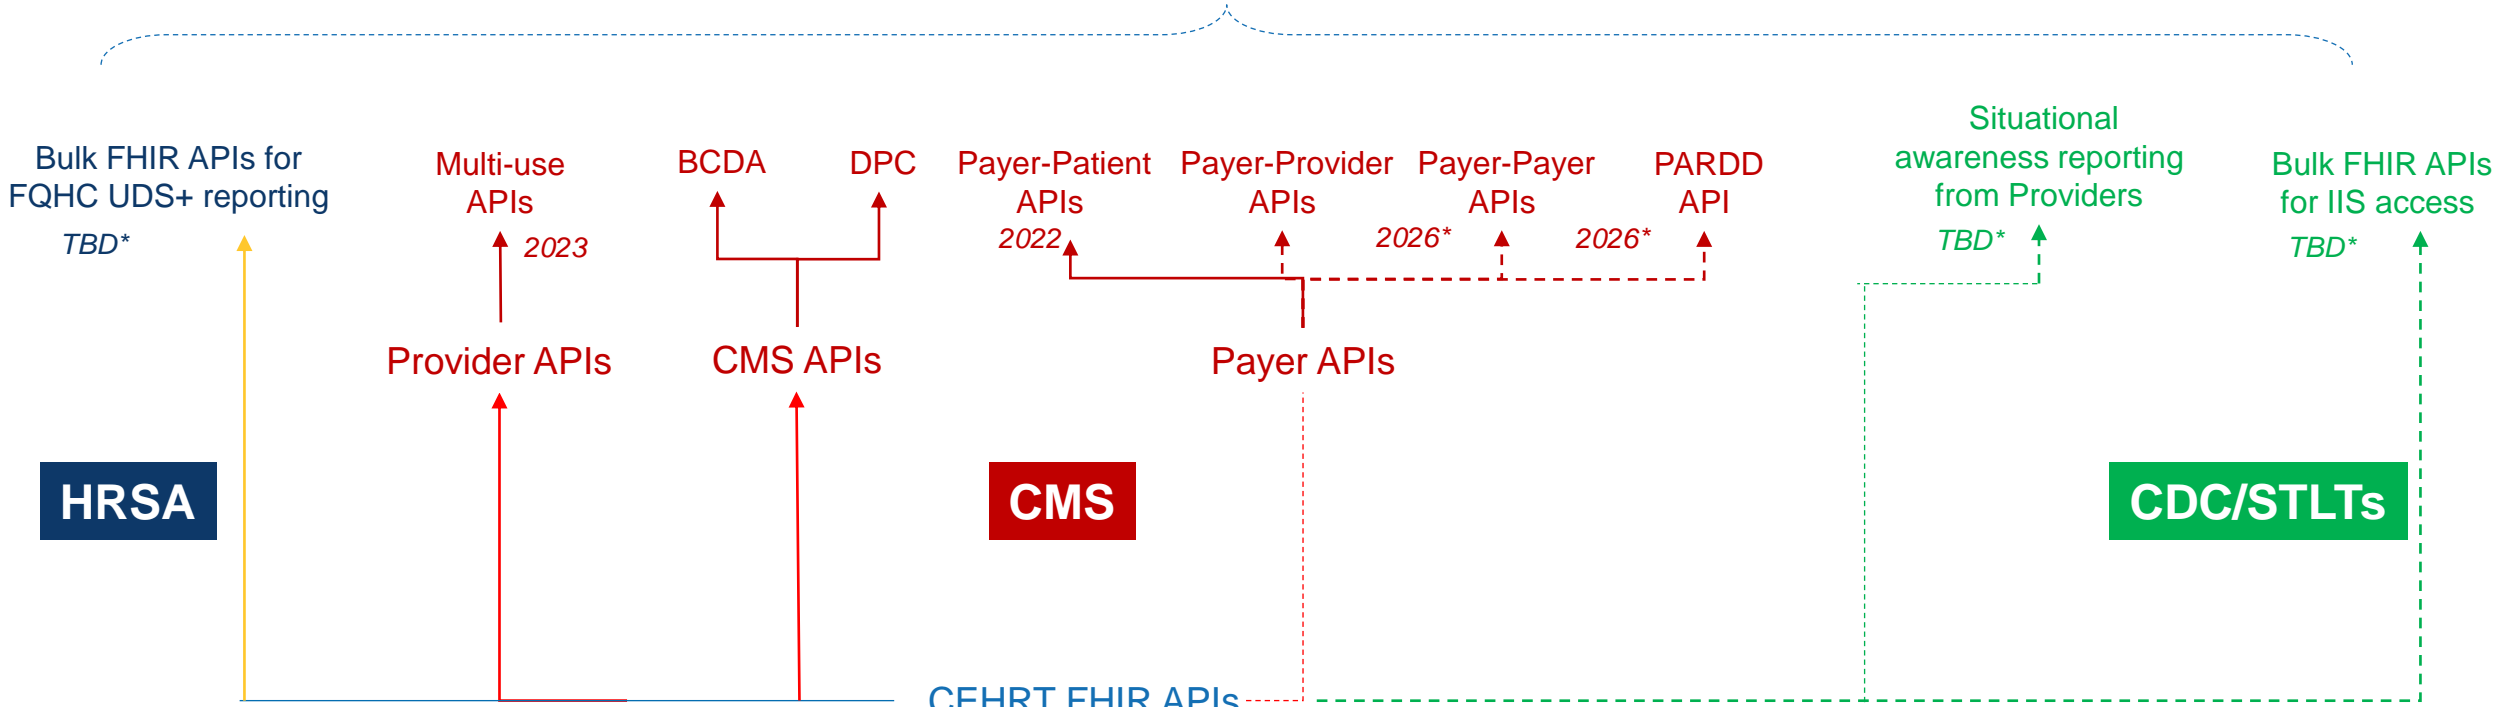 Bulk FHIR APIs for
FQHC UDS+ reporting
TBD*
Multi-use
APIs
2023
BCDA
DPC
Payer-Patient
APIs
2022
Payer-Provider
APIs
2026*
Payer-Payer
APIs
2026*
PARDD
API
Situational
awareness reporting
from Providers
TBD*
Bulk FHIR APIs
for IIS access
TBD*
Provider APIs
CMS APIs
Payer APIs
HRSA
CMS
CDC/STLTs
CEHRT FHIR APIs